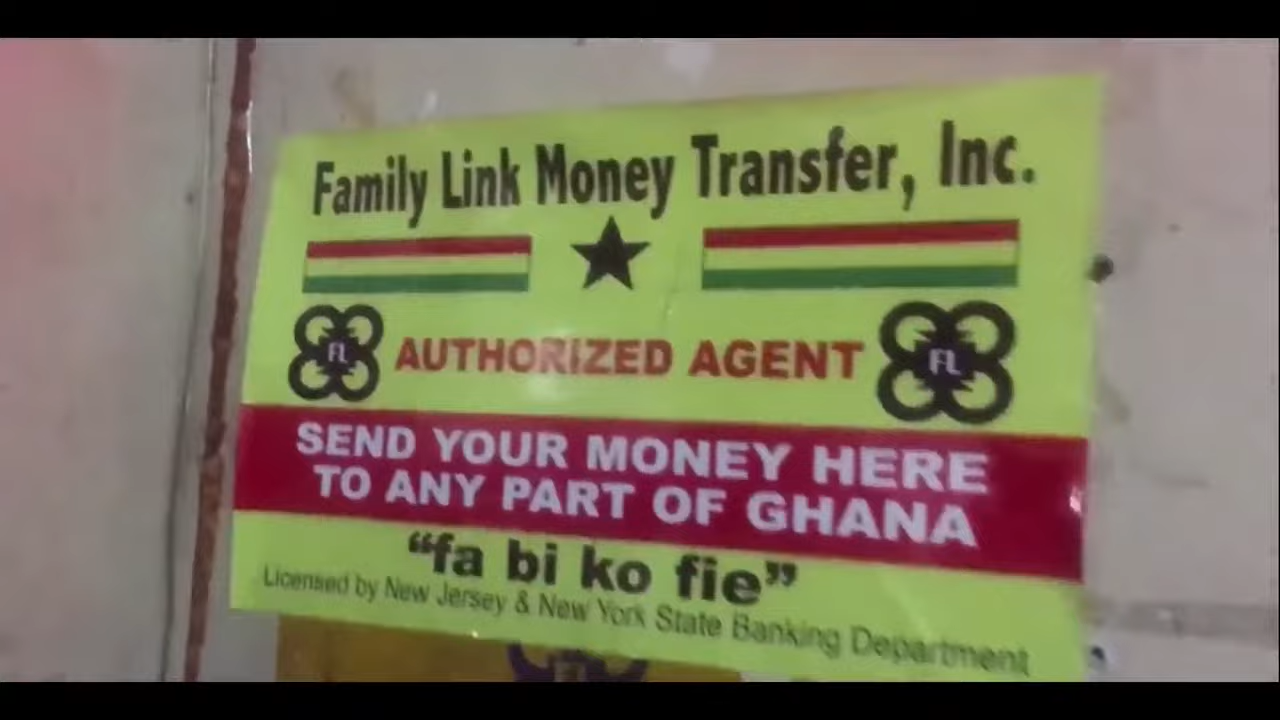 Family Link Money Transfer, Inc.
FL AUTHORIZED AGENT FL
SEND YOUR MONEY HERE
TO ANY PART OF GHANA
“fa bi ko fie”
Licensed by New Jersey & New York State Banking Department
FL